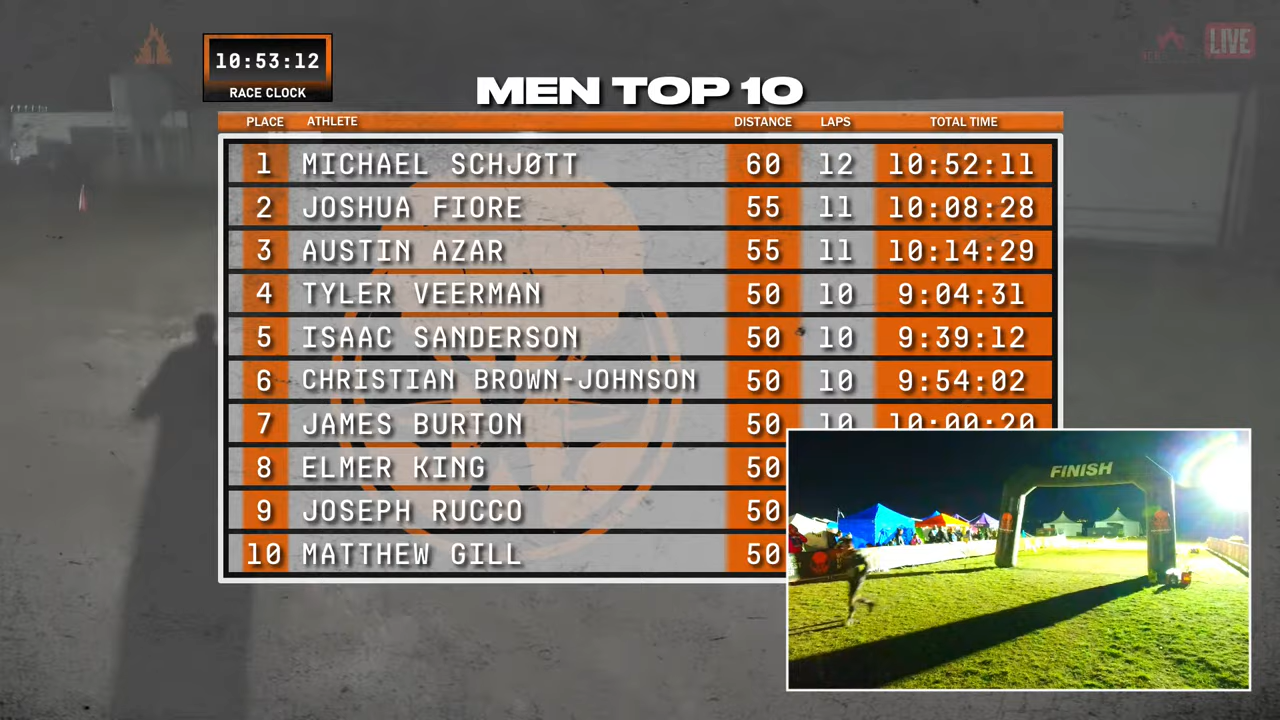 10:53:12
RACE CLOCK
LIVE
MEN TOP 10
PLACE ATHLETE DISTANCE LAPS TOTAL TIME
1 MICHAEL SCHJØTT 60 12 10:52:11
2 JOSHUA FIORE 55 11 10:08:28
3 AUSTIN AZAR 55 11 10:14:29
4 TYLER VEERMAN 50 10 9:04:31
5 ISAAC SANDERSON 50 10 9:39:12
6 CHRISTIAN BROWN-JOHNSON 50 10 9:54:02
7 JAMES BURTON 50 10 10:00:20
8 ELMER KING 50
9 JOSEPH RUCCO 50
10 MATTHEW GILL 50
FINISH